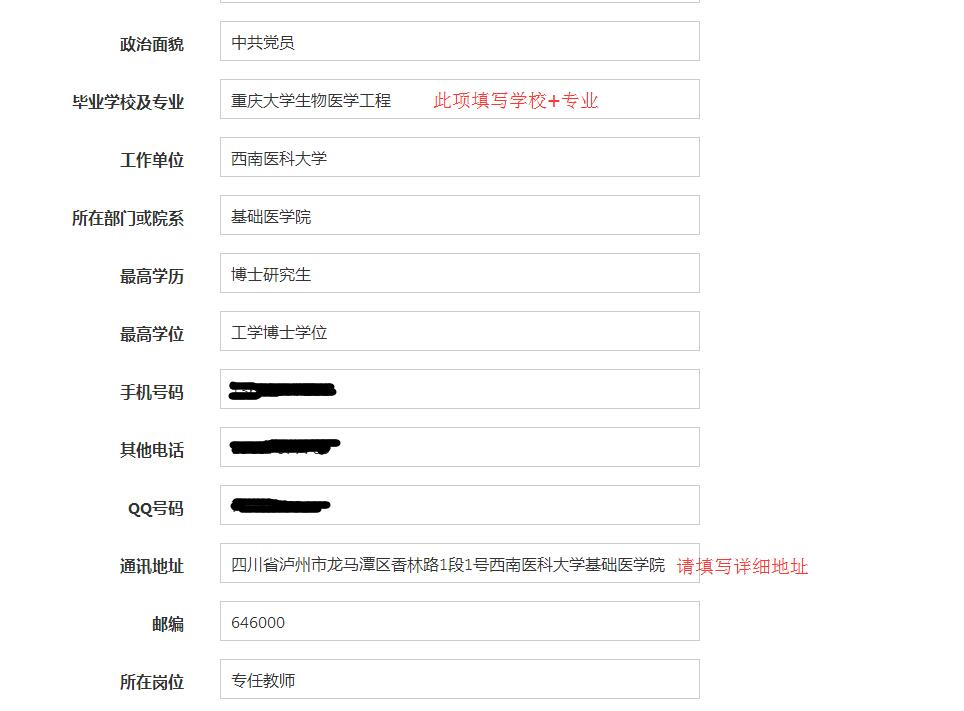 政治面貌 中共党员
毕业学校及专业 重庆大学生物医学工程 此项填写学校+专业
工作单位 西南医科大学
所在部门或院系 基础医学院
最高学历 博士研究生
最高学位 工学博士学位
手机号码
其他电话
QQ号码
通讯地址 四川省泸州市龙马潭区香林路1段1号西南医科大学基础医学院 请填写详细地址
邮编 646000
所在岗位 专任教师